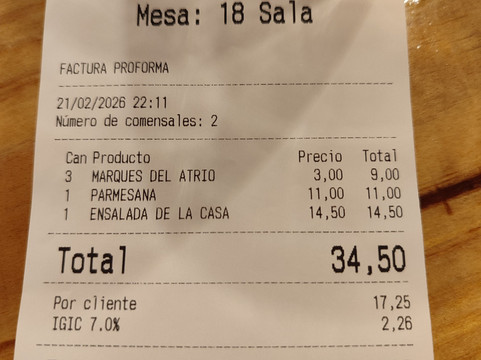 Mesa: 18 Sala
FACTURA PROFORMA
21/02/2026 22:11
Número de comensales: 2
Can Producto Precio Total
3 MARQUES DEL ATRIO 3,00 9,00
1 PARMESANA 11,00 11,00
1 ENSALADA DE LA CASA 14,50 14,50
Total 34,50
Por cliente 17,25
IGIC 7.0% 2,26